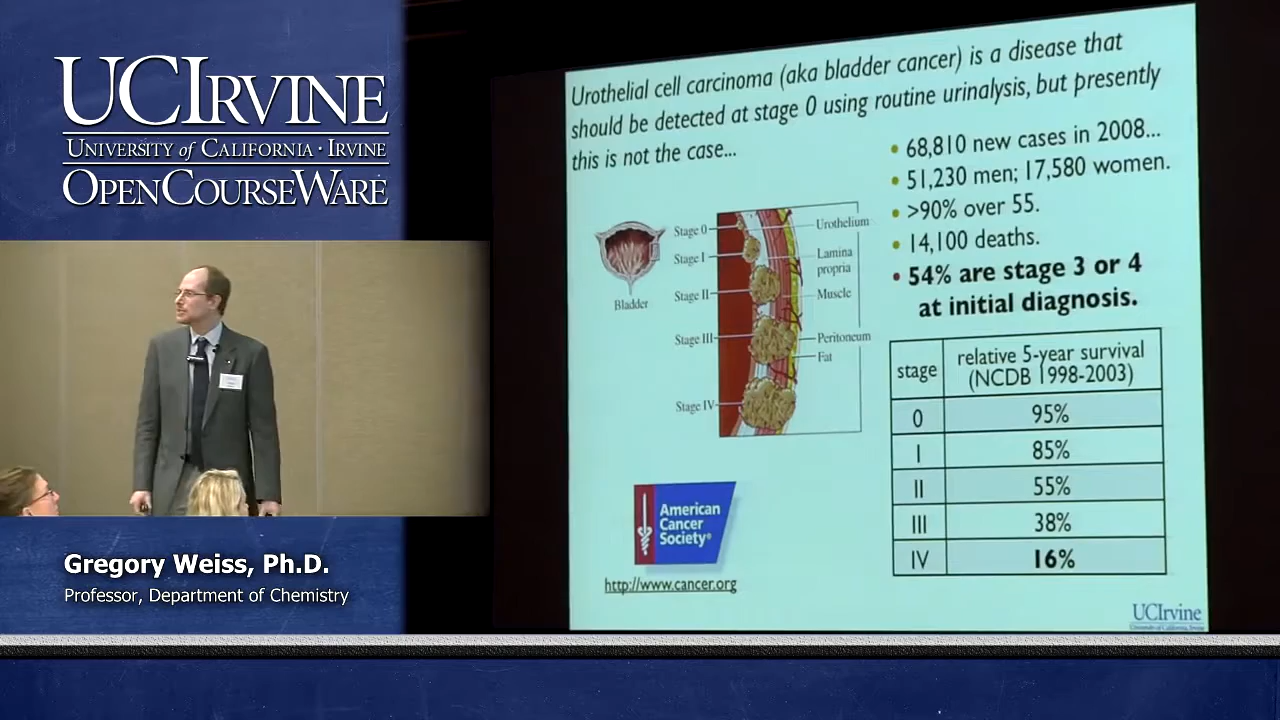 UCIRVINE
UNIVERSITY of CALIFORNIA · IRVINE
OPENCOURSEWARE
Gregory Weiss, Ph.D.
Professor, Department of Chemistry
Urothelial cell carcinoma (aka bladder cancer) is a disease that
should be detected at stage 0 using routine urinalysis, but presently
this is not the case...
• 68,810 new cases in 2008...
• 51,230 men; 17,580 women.
• >90% over 55.
• 14,100 deaths.
• 54% are stage 3 or 4
at initial diagnosis.
Bladder
Stage 0
Stage I
Stage II
Stage III
Stage IV
Urothelium
Lamina
propria
Muscle
Peritoneum
Fat
stage relative 5-year survival
(NCDB 1998-2003)
0 95%
I 85%
II 55%
III 38%
IV 16%
American
Cancer
Society®
http://www.cancer.org
UCIrvine
University of California, Irvine